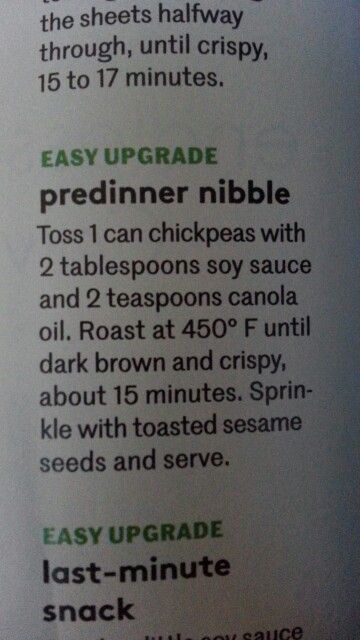 the sheets halfway
through, until crispy,
15 to 17 minutes.
EASY UPGRADE
predinner nibble
Toss 1 can chickpeas with
2 tablespoons soy sauce
and 2 teaspoons canola
oil. Roast at 450° F until
dark brown and crispy,
about 15 minutes. Sprin-
kle with toasted sesame
seeds and serve.
EASY UPGRADE
last-minute
snack
soy sauce